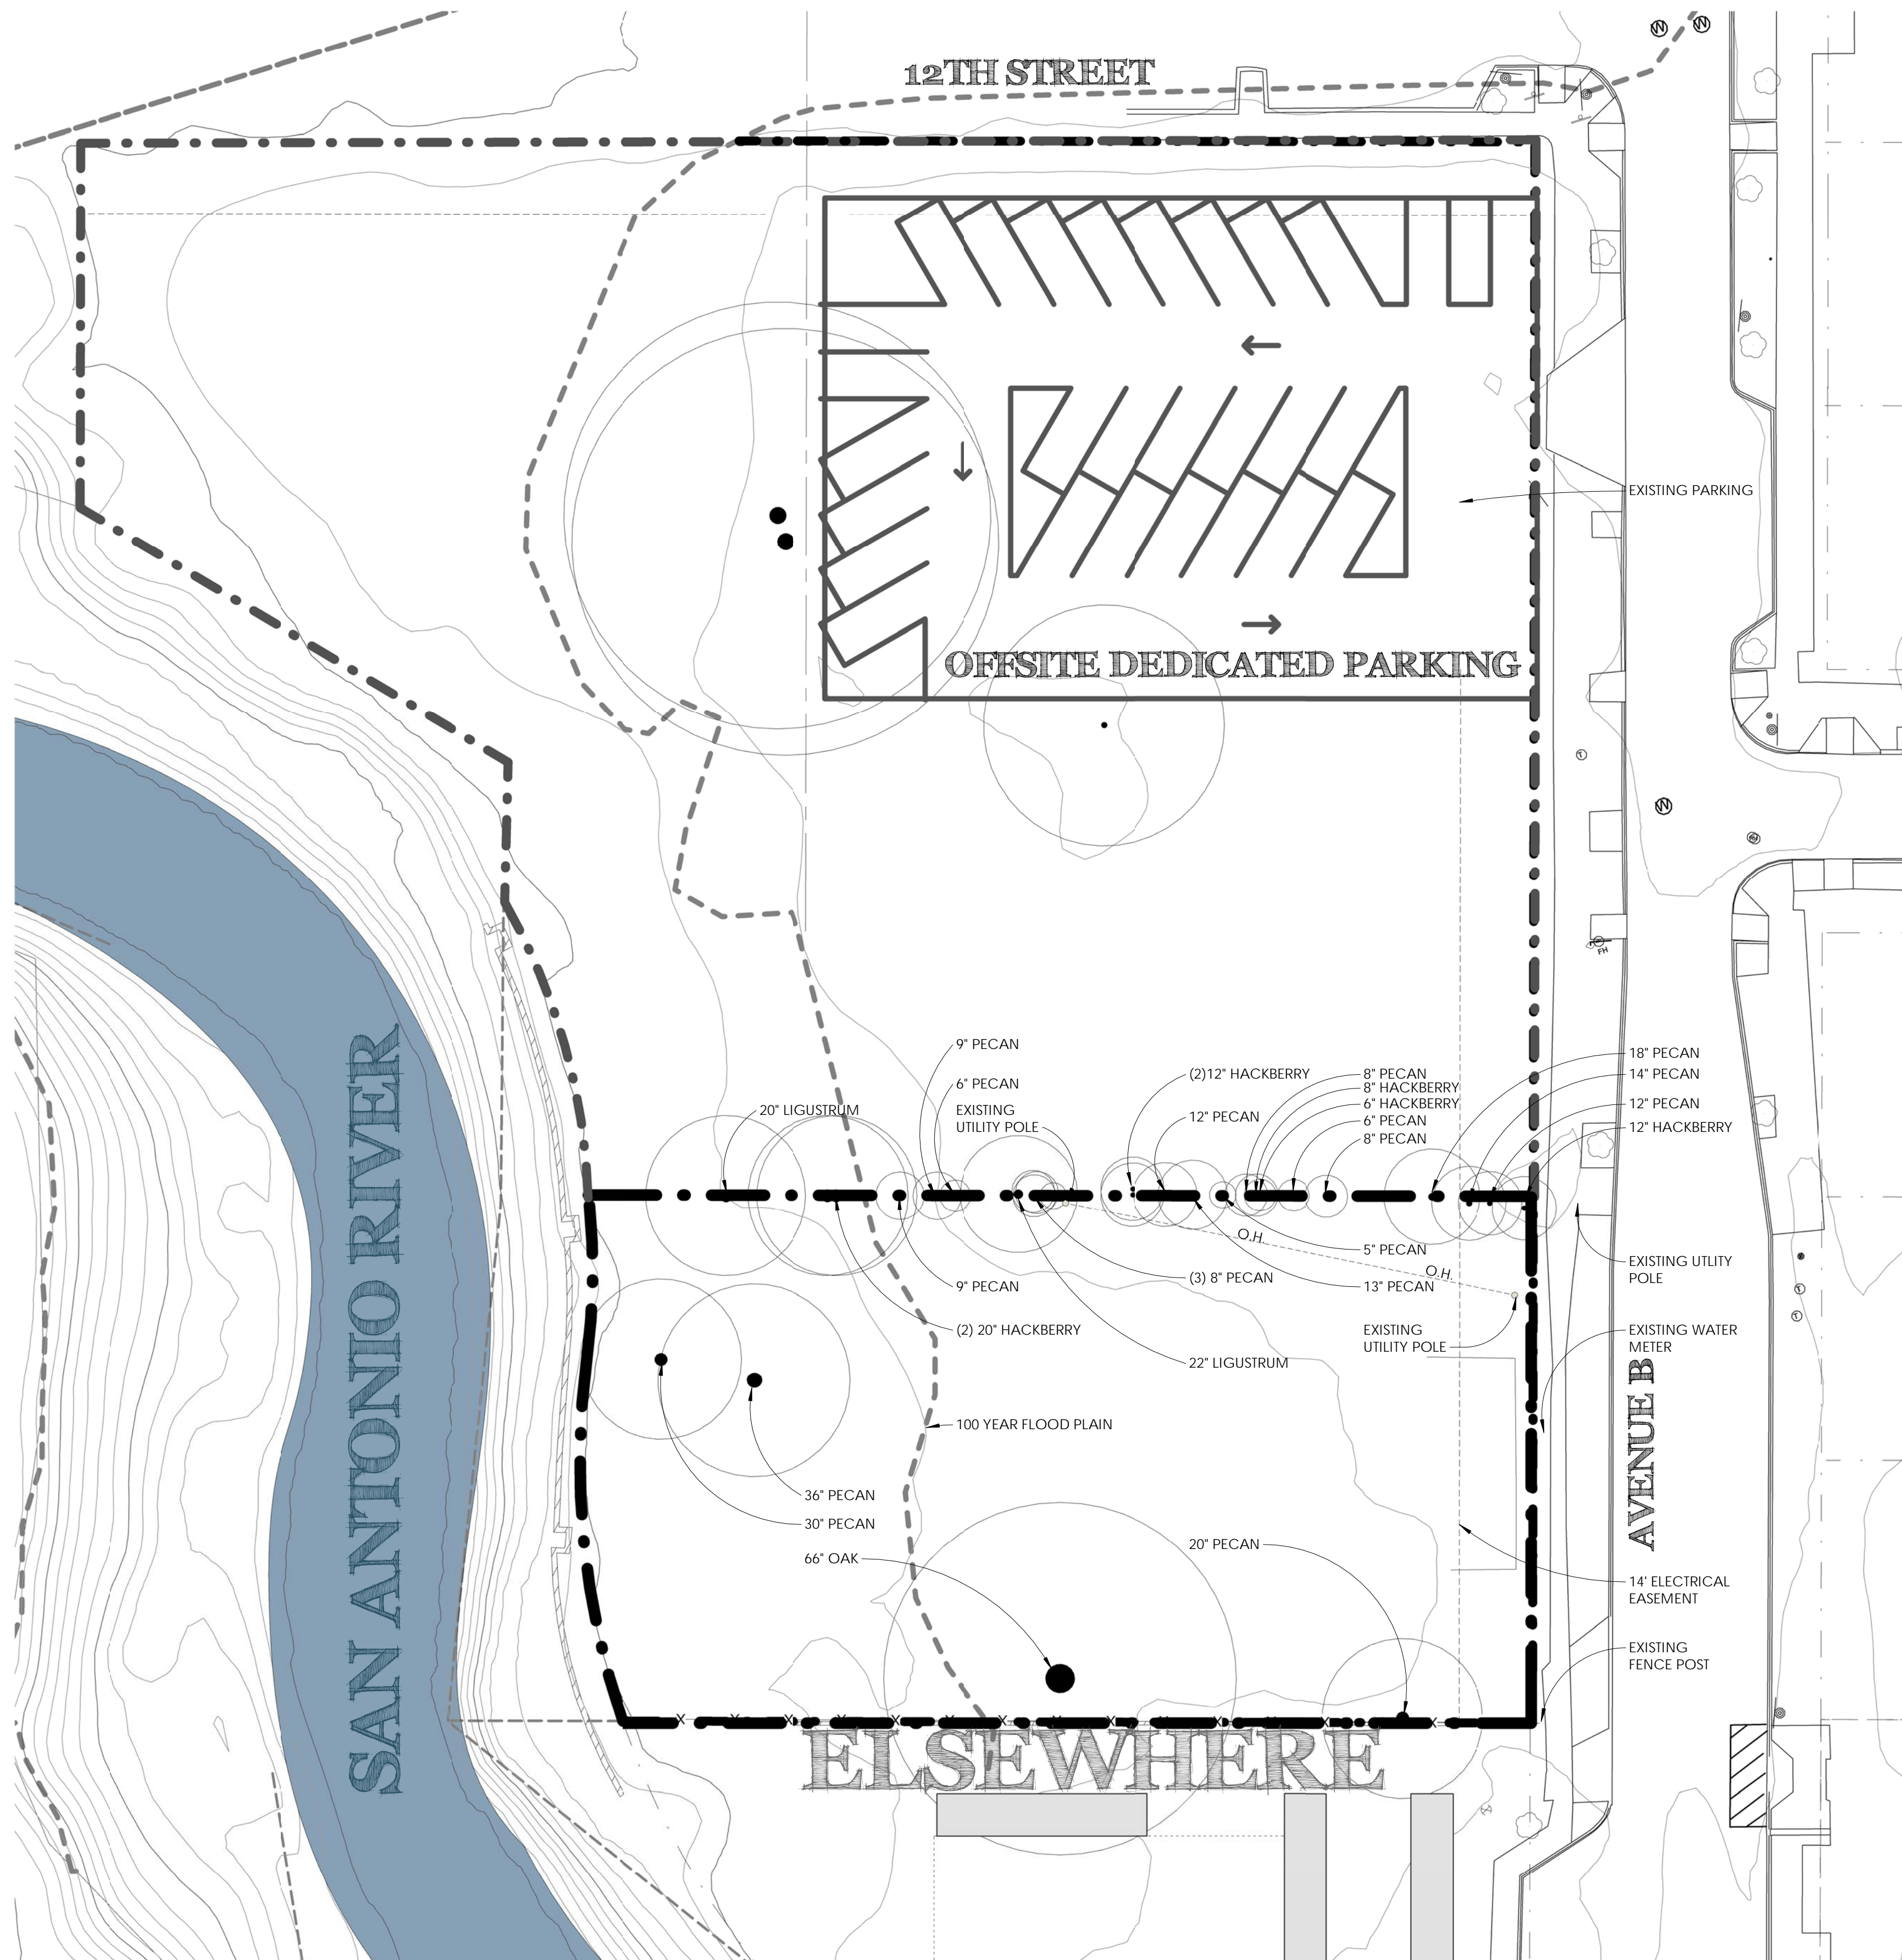 12TH STREET
W
W
EXISTING PARKING
OFFSITE DEDICATED PARKING
T
W
FH
9" PECAN
18" PECAN
(2)12" HACKBERRY
8" PECAN
14" PECAN
6" PECAN
8" HACKBERRY
20" LIGUSTRUM
EXISTING
UTILITY POLE
12" PECAN
6" HACKBERRY
12" PECAN
6" PECAN
12" HACKBERRY
8" PECAN
O.H.
5" PECAN
O.H.
EXISTING UTLITY
POLE
9" PECAN
(3) 8" PECAN
13" PECAN
T
T
(2) 20" HACKBERRY
EXISTING
UTILITY POLE
EXISTING WATER
METER
22" LIGUSTRUM
SAN ANTONIO RIVER
100 YEAR FLOOD PLAIN
AVENUE B
36" PECAN
30" PECAN
66" OAK
20" PECAN
14' ELECTRICAL
EASEMENT
EXISTING
FENCE POST
X X X X X X X X
ELSEWHERE